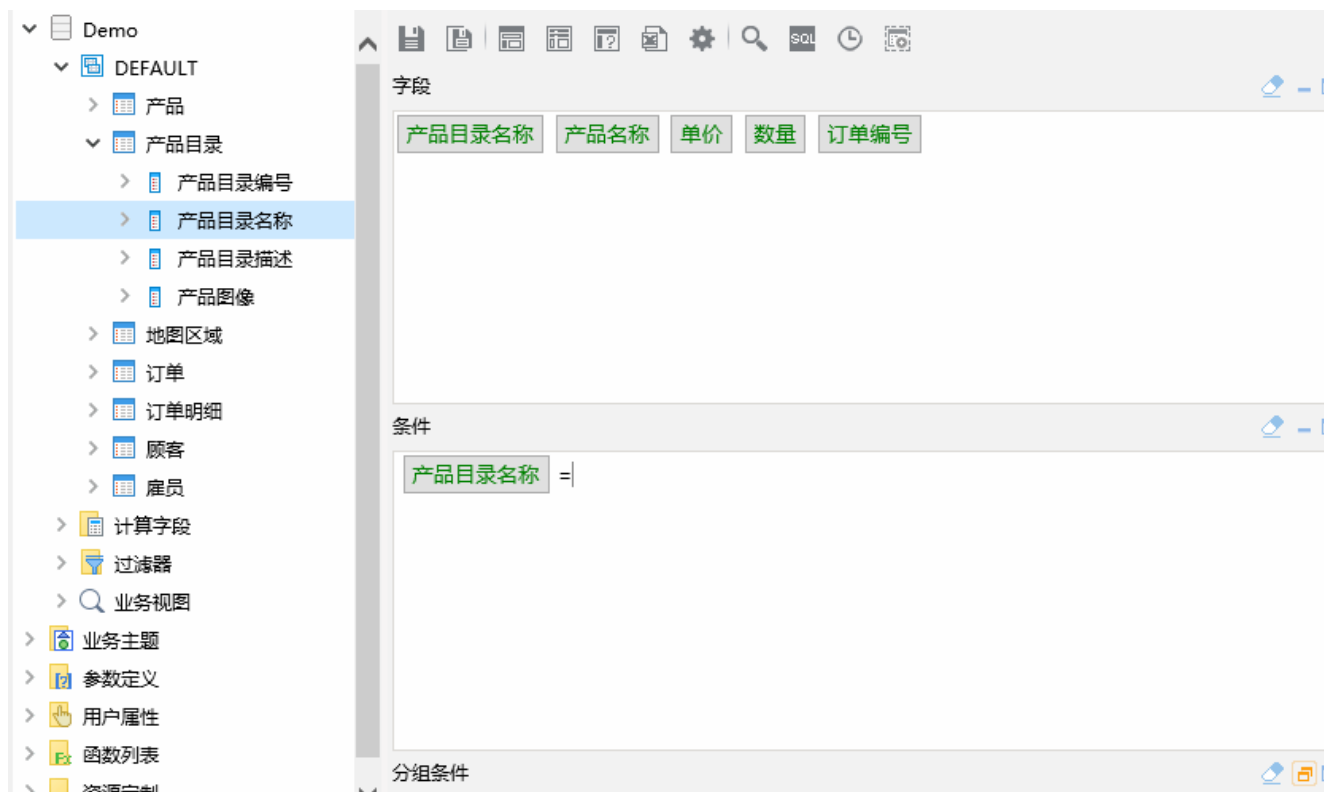 Demo
DEFAULT
产品
产品目录
产品目录编号
产品目录名称
产品目录描述
产品图像
地图区域
订单
订单明细
顾客
雇员
计算字段
过滤器
业务视图
业务主题
参数定义
用户属性
函数列表
资源定制
SQL
字段
产品目录名称 产品名称 单价 数量 订单编号
条件
产品目录名称 =
分组条件